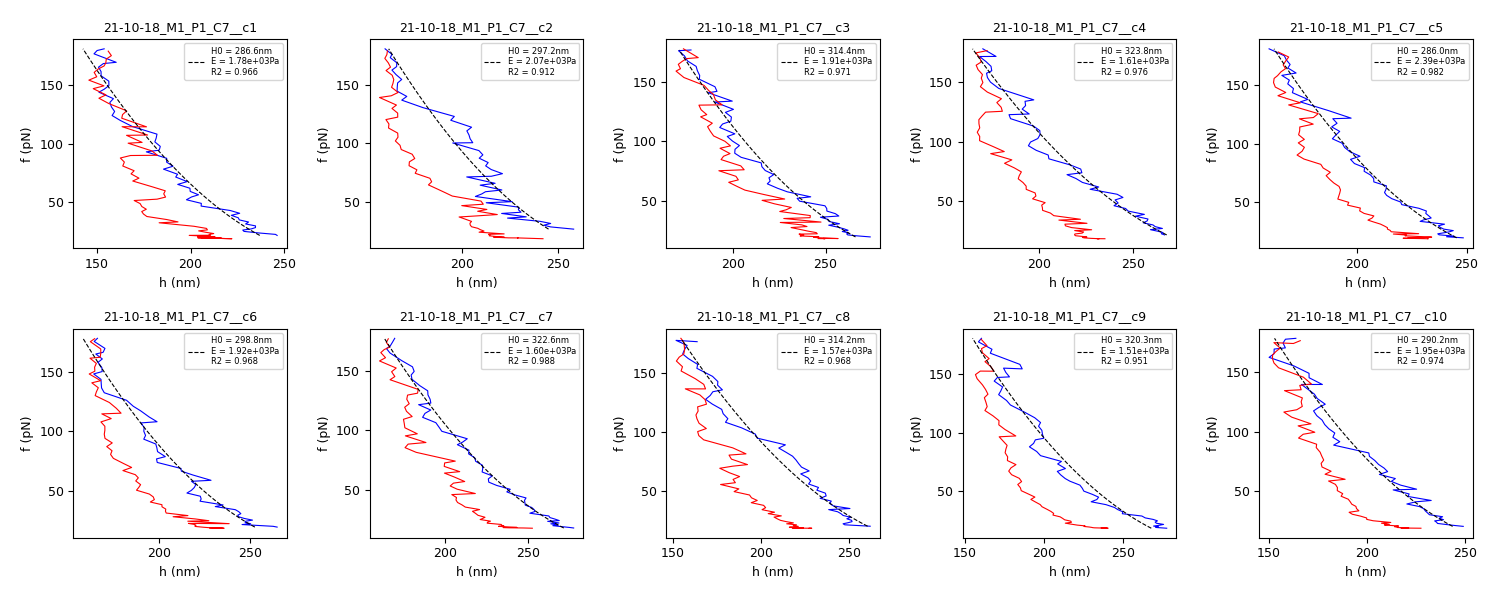 21-10-18_M1_P1_C7__c1
H0 = 286.6nm
E = 1.78e+03Pa
R2 = 0.966
f (pN)
150
100
50
150 200 250
h (nm)
21-10-18_M1_P1_C7__c2
H0 = 297.2nm
E = 2.07e+03Pa
R2 = 0.912
f (pN)
150
100
50
200 250
h (nm)
21-10-18_M1_P1_C7__c3
H0 = 314.4nm
E = 1.91e+03Pa
R2 = 0.971
f (pN)
150
100
50
200 250
h (nm)
21-10-18_M1_P1_C7__c4
H0 = 323.8nm
E = 1.61e+03Pa
R2 = 0.976
f (pN)
150
100
50
200 250
h (nm)
21-10-18_M1_P1_C7__c5
H0 = 286.0nm
E = 2.39e+03Pa
R2 = 0.982
f (pN)
150
100
50
200 250
h (nm)
21-10-18_M1_P1_C7__c6
H0 = 298.8nm
E = 1.92e+03Pa
R2 = 0.968
f (pN)
150
100
50
200 250
h (nm)
21-10-18_M1_P1_C7__c7
H0 = 322.6nm
E = 1.60e+03Pa
R2 = 0.988
f (pN)
150
100
50
200 250
h (nm)
21-10-18_M1_P1_C7__c8
H0 = 314.2nm
E = 1.57e+03Pa
R2 = 0.968
f (pN)
150
100
50
150 200 250
h (nm)
21-10-18_M1_P1_C7__c9
H0 = 320.3nm
E = 1.51e+03Pa
R2 = 0.951
f (pN)
150
100
50
150 200 250
h (nm)
21-10-18_M1_P1_C7__c10
H0 = 290.2nm
E = 1.95e+03Pa
R2 = 0.974
f (pN)
150
100
50
150 200 250
h (nm)